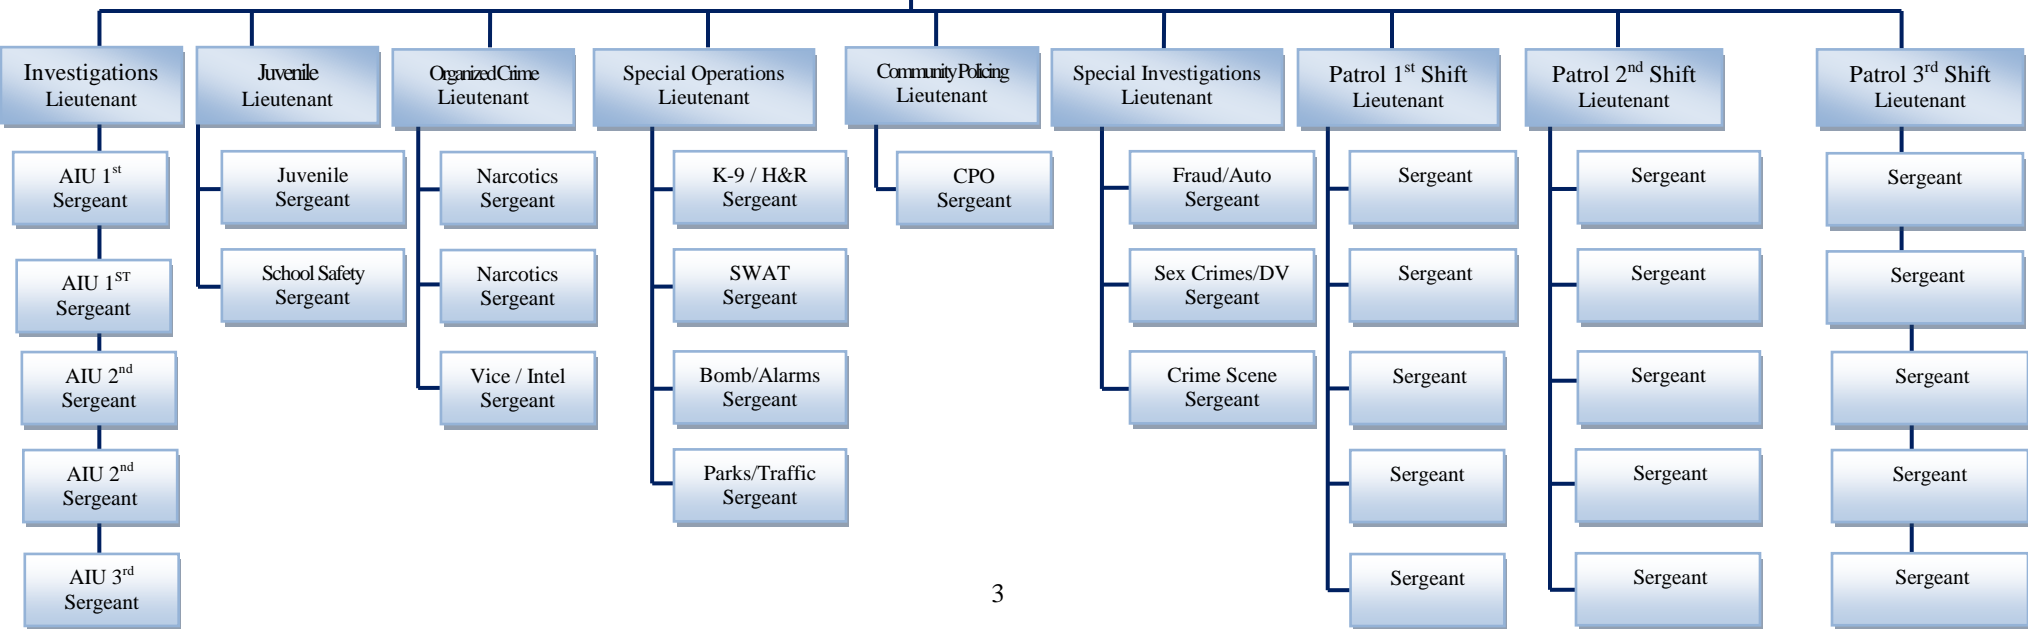 Investigations
Lieutenant
AIU 1st
Sergeant
AIU 1ST
Sergeant
AIU 2nd
Sergeant
AIU 2nd
Sergeant
AIU 3rd
Sergeant
Juvenile
Lieutenant
Juvenile
Sergeant
School Safety
Sergeant
Organized Crime
Lieutenant
Narcotics
Sergeant
Narcotics
Sergeant
Vice / Intel
Sergeant
Special Operations
Lieutenant
K-9 / H&R
Sergeant
SWAT
Sergeant
Bomb/Alarms
Sergeant
Parks/Traffic
Sergeant
Community Policing
Lieutenant
CPO
Sergeant
Special Investigations
Lieutenant
Fraud/Auto
Sergeant
Sex Crimes/DV
Sergeant
Crime Scene
Sergeant
Patrol 1st Shift
Lieutenant
Sergeant
Sergeant
Sergeant
Sergeant
Sergeant
Patrol 2nd Shift
Lieutenant
Sergeant
Sergeant
Sergeant
Sergeant
Sergeant
Patrol 3rd Shift
Lieutenant
Sergeant
Sergeant
Sergeant
Sergeant
Sergeant
3